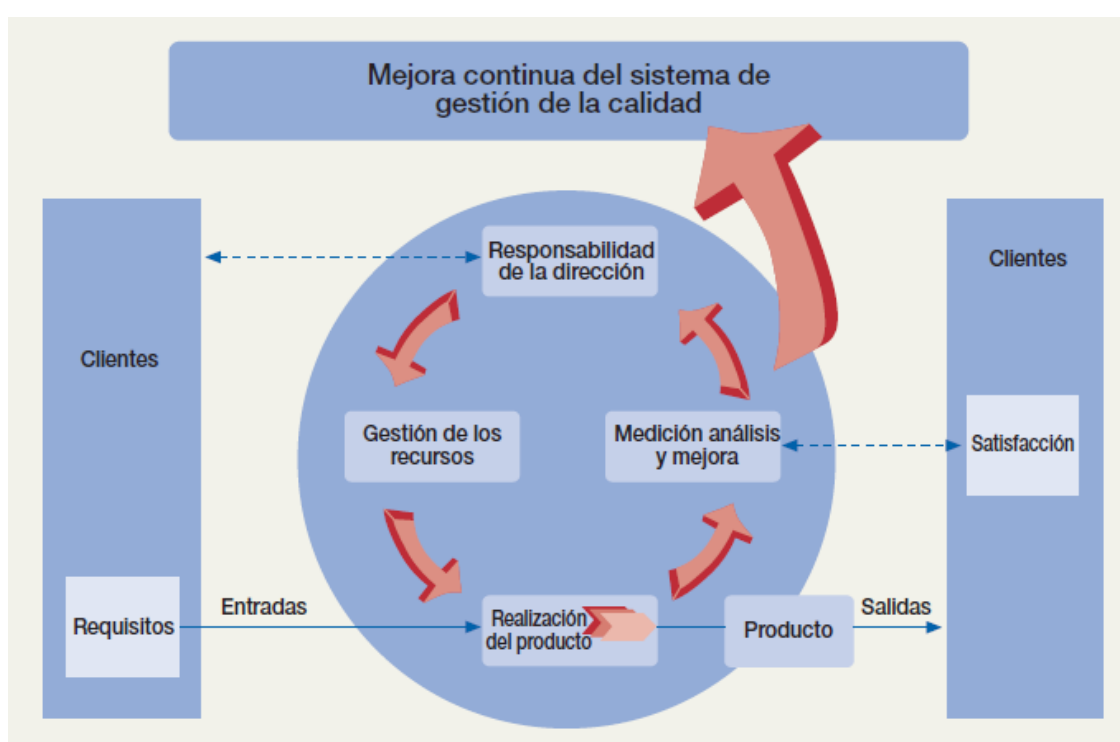 Mejora continua del sistema de
gestión de la calidad
Responsabilidad
de la dirección
Clientes
Clientes
Gestión de los
recursos
Medición análisis
y mejora
Satisfacción
Requisitos
Entradas
Realización
del producto
Producto
Salidas